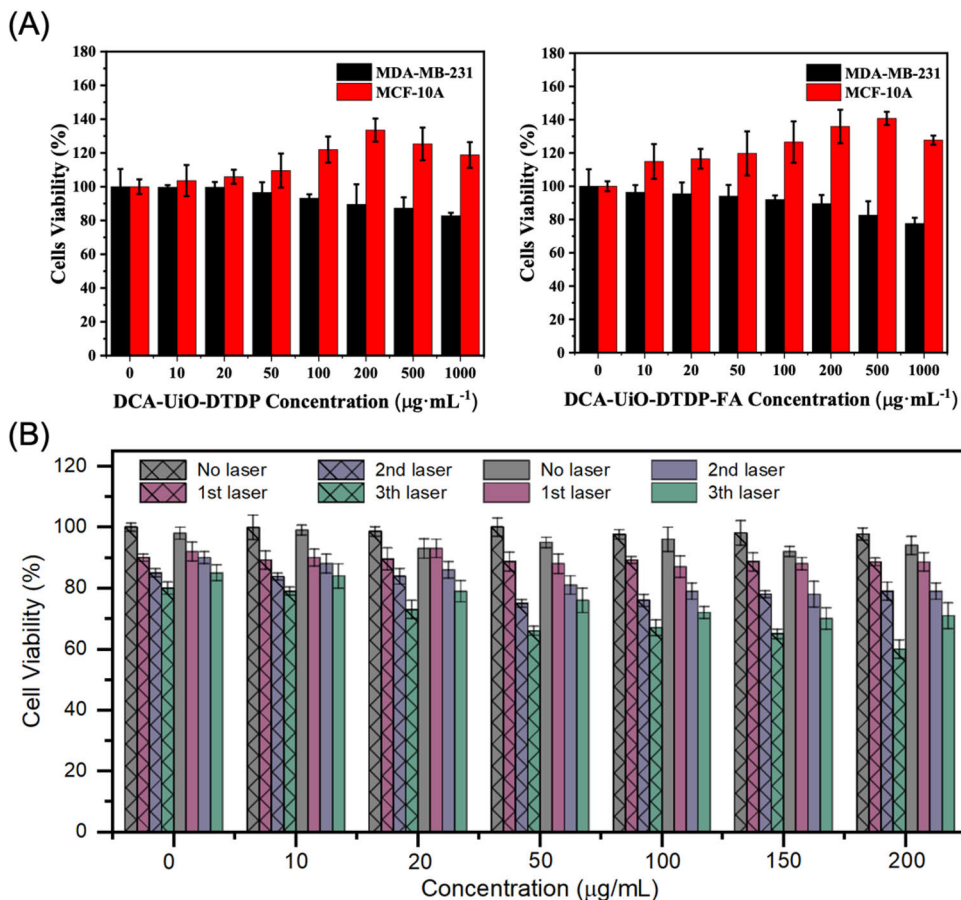 (A)
180
160
140
120
100
80
60
40
20
0
Cells Viability (%)
MDA-MB-231
MCF-10A
0 10 20 50 100 200 500 1000
DCA-UiO-DTDP Concentration (μg·mL⁻¹)
180
160
140
120
100
80
60
40
20
0
Cells Viability (%)
MDA-MB-231
MCF-10A
0 10 20 50 100 200 500 1000
DCA-UiO-DTDP-FA Concentration (μg·mL⁻¹)
(B)
120
100
80
60
40
20
0
Cell Viability (%)
No laser 2nd laser No laser 2nd laser
1st laser 3th laser 1st laser 3th laser
0 10 20 50 100 150 200
Concentration (μg/mL)